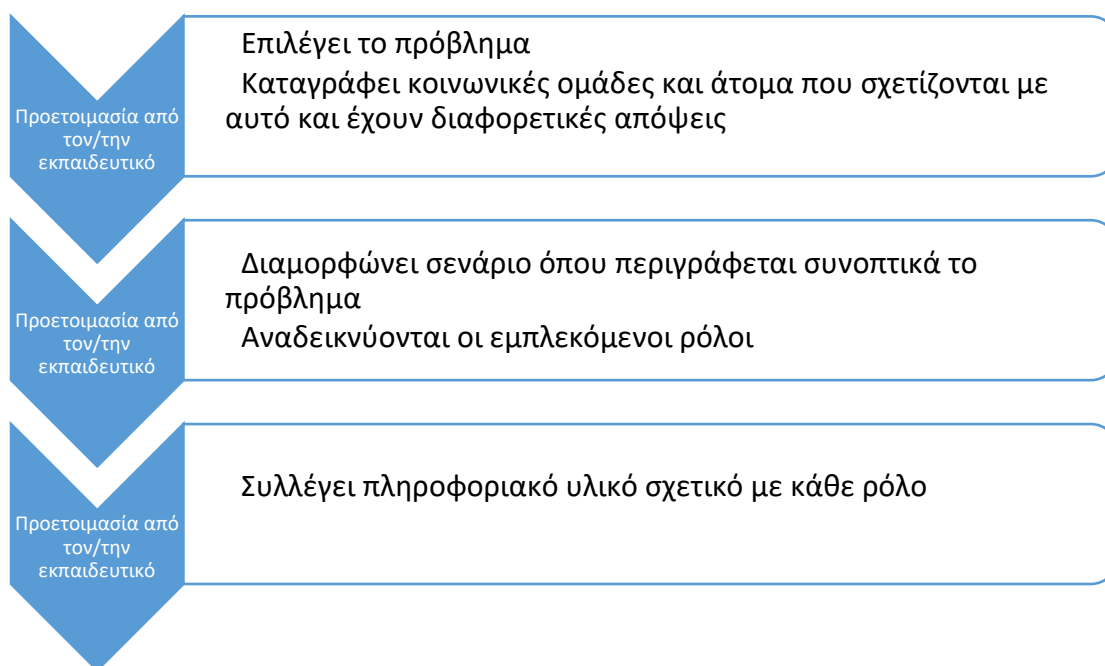 Προετοιμασία από
τον/την
εκπαιδευτικό
Επιλέγει το πρόβλημα
Καταγράφει κοινωνικές ομάδες και άτομα που σχετίζονται με
αυτό και έχουν διαφορετικές απόψεις
Προετοιμασία από
τον/την
εκπαιδευτικό
Διαμορφώνει σενάριο όπου περιγράφεται συνοπτικά το
πρόβλημα
Αναδεικνύονται οι εμπλεκόμενοι ρόλοι
Προετοιμασία από
τον/την
εκπαιδευτικό
Συλλέγει πληροφοριακό υλικό σχετικό με κάθε ρόλο